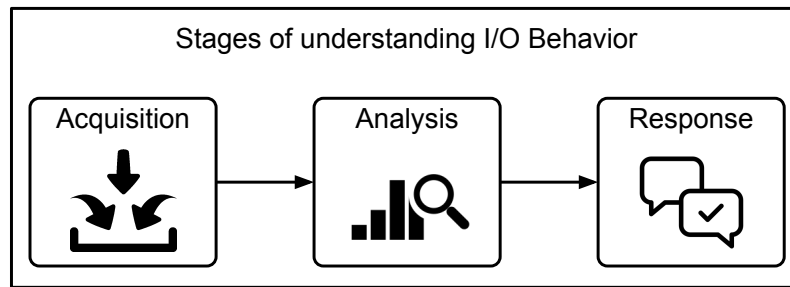 Stages of understanding I/O Behavior
Acquisition
Analysis
Response